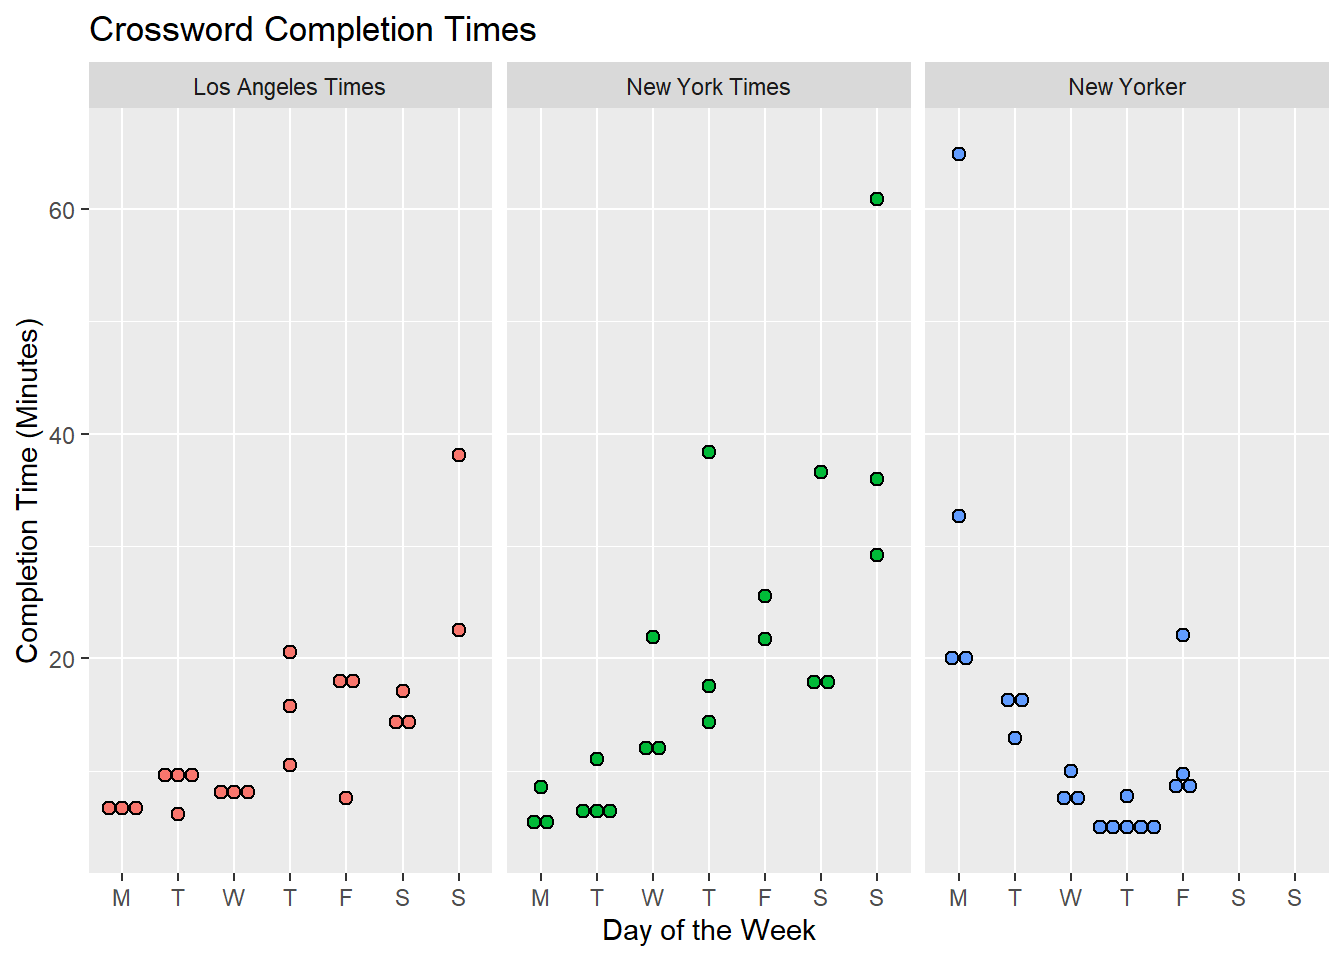 Crossword Completion Times
Los Angeles Times
New York Times
New Yorker
Completion Time (Minutes)
60
40
20
M T W T F S S
M T W T F S S
M T W T F S S
Day of the Week